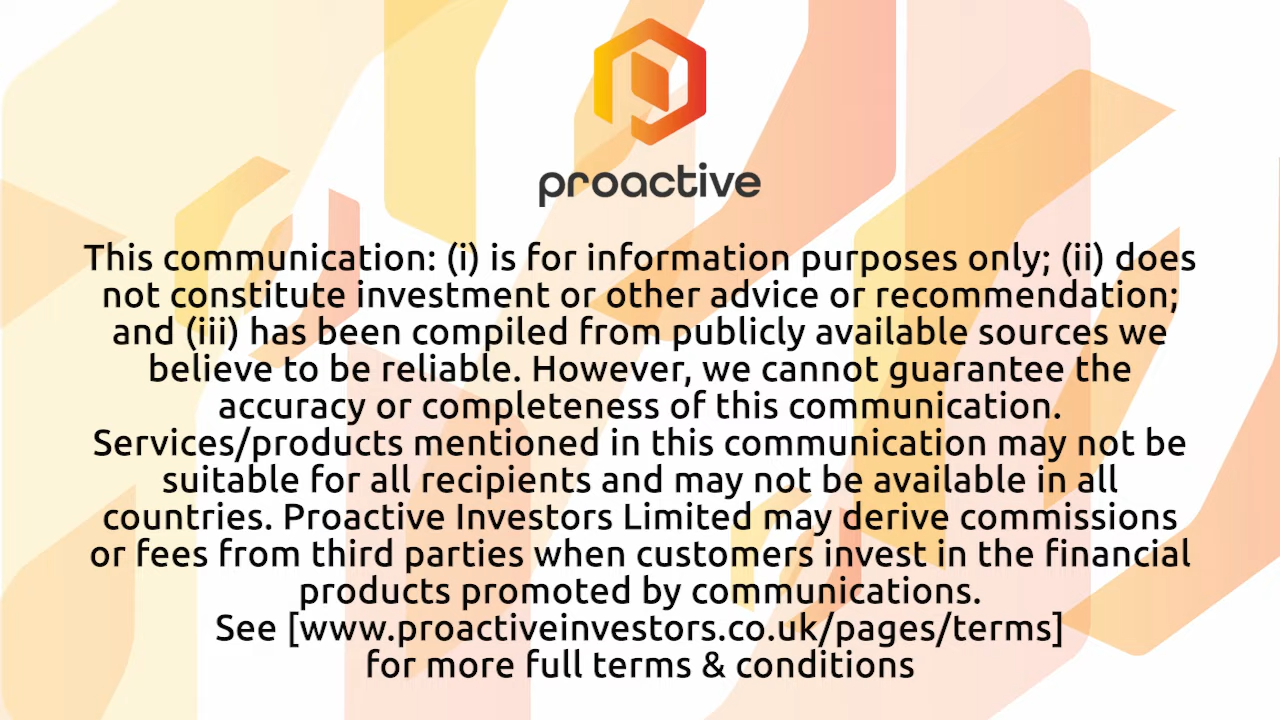 proactive
This communication: (i) is for information purposes only; (ii) does
not constitute investment or other advice or recommendation;
and (iii) has been compiled from publicly available sources we
believe to be reliable. However, we cannot guarantee the
accuracy or completeness of this communication.
Services/products mentioned in this communication may not be
suitable for all recipients and may not be available in all
countries. Proactive Investors Limited may derive commissions
or fees from third parties when customers invest in the financial
products promoted by communications.
See [www.proactiveinvestors.co.uk/pages/terms]
for more full terms & conditions